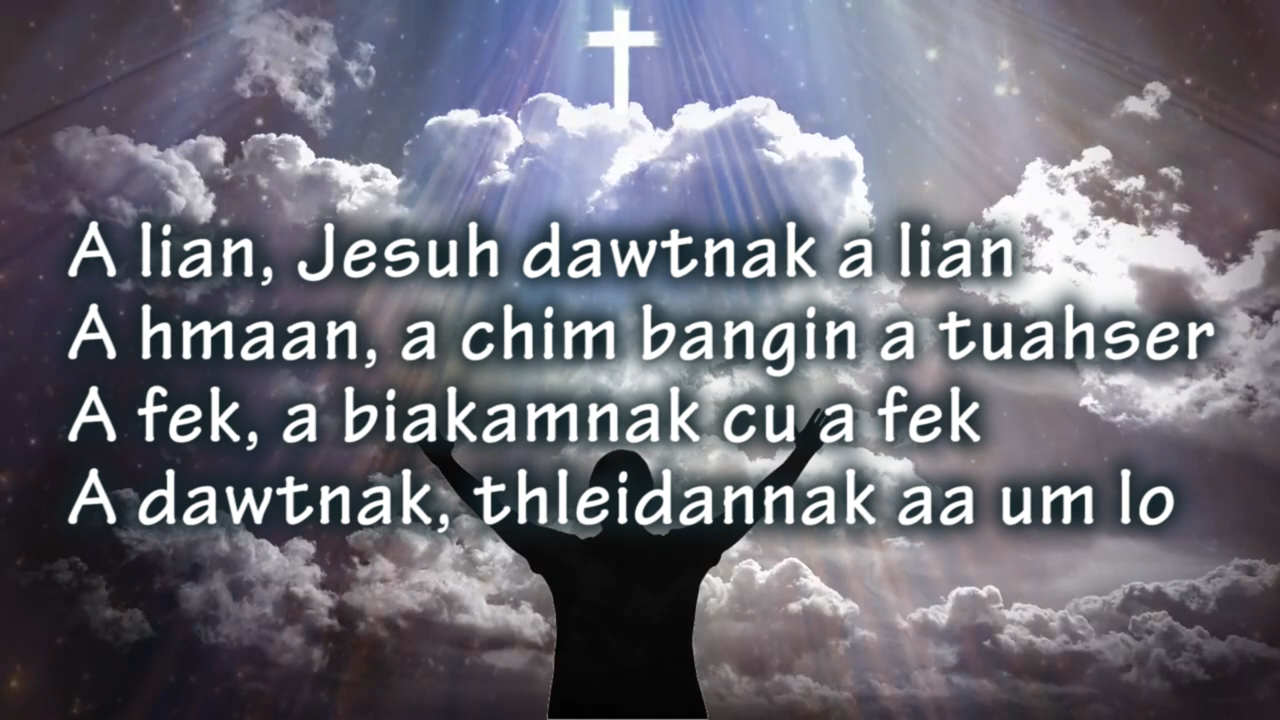 A lian, Jesuh dawtnak a lian
A hmaan, a chim bangin a tuahser
A fek, a biakamnak cu a fek
A dawtnak, thleidannak aa um lo